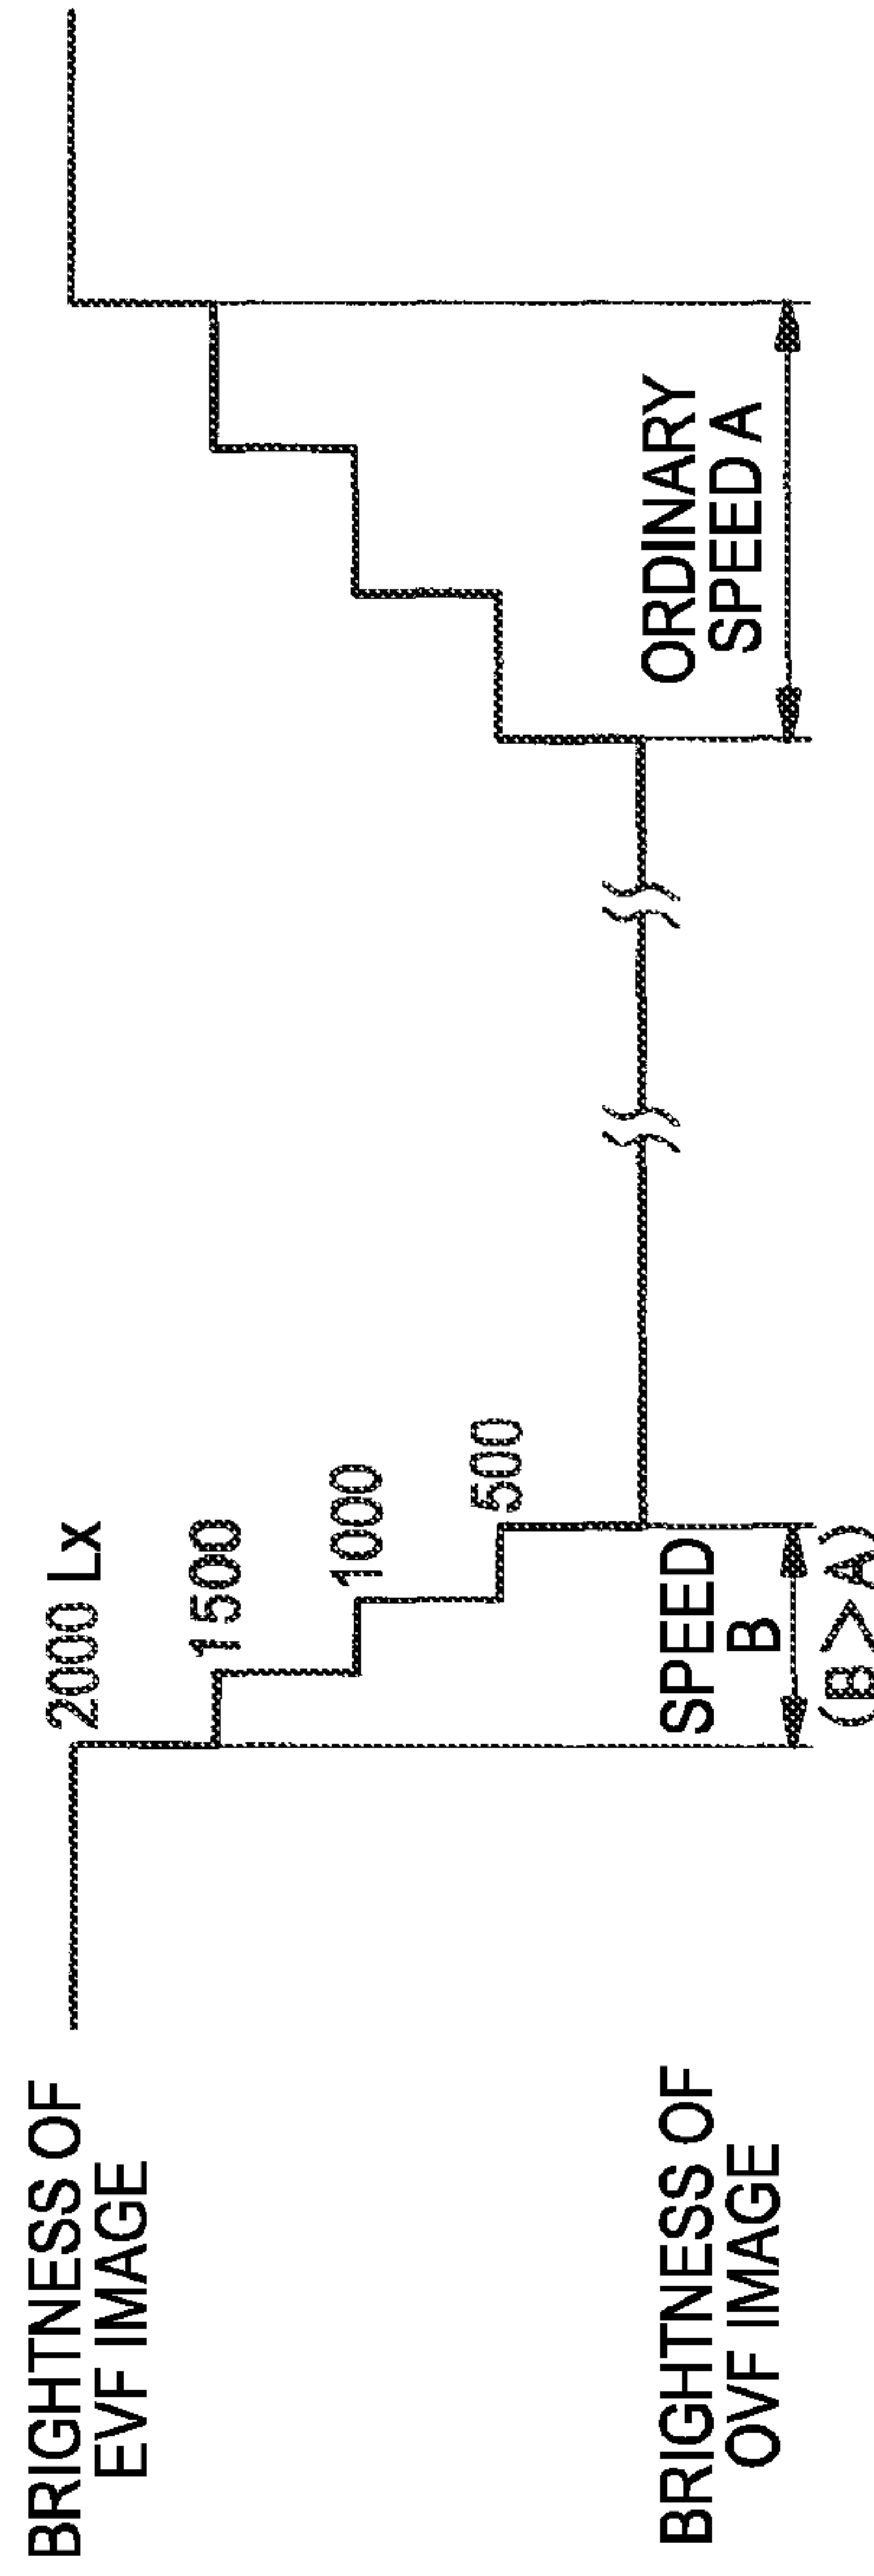 BRIGHTNESS OF
EVF IMAGE
2000 Lx
1500
1000
500
BRIGHTNESS OF
OVF IMAGE
SPEED
B
(B > A)
ORDINARY
SPEED A